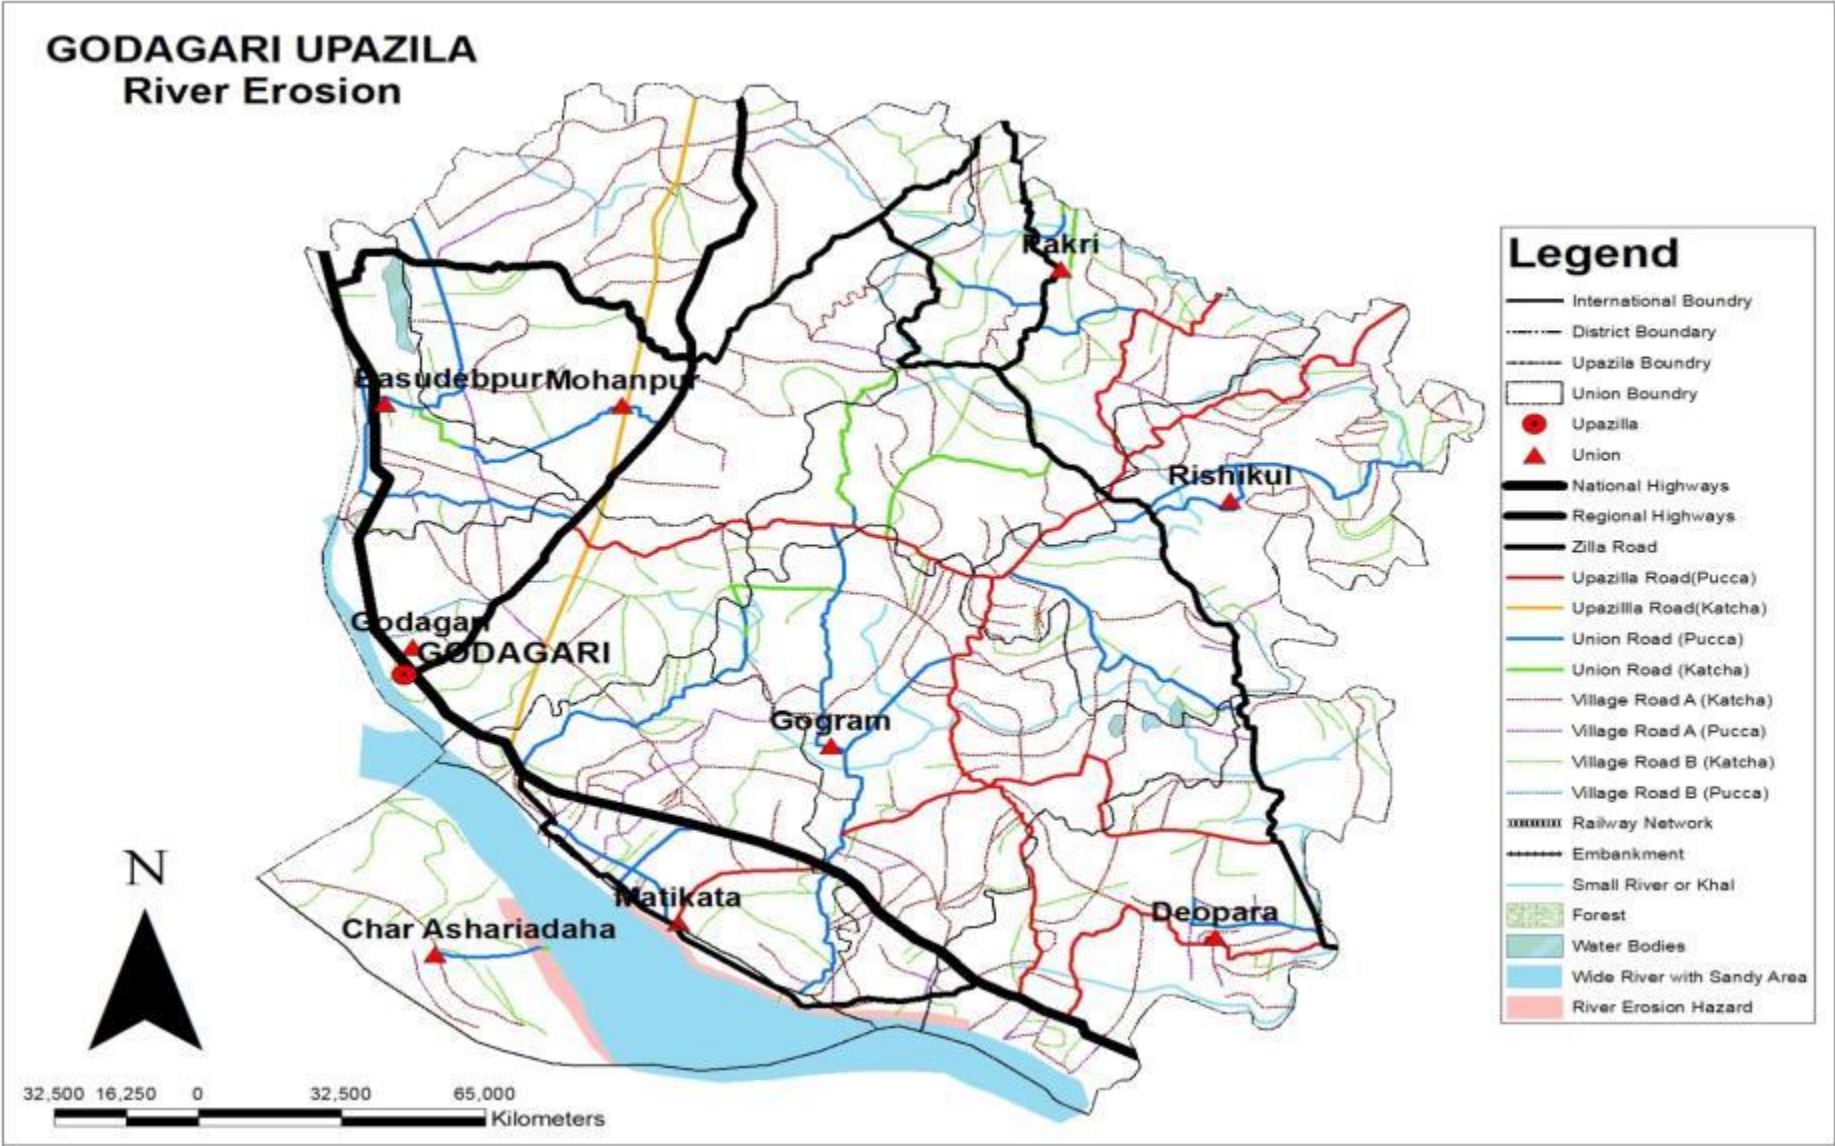 GODAGARI UPAZILA
River Erosion
Pakri
Basudebpur
Mohanpur
Rishikul
Godagari
GODAGARI
Gogram
Matikata
Char Ashariadaha
Deopara
N
32,500 16,250 0 32,500 65,000
Kilometers
Legend
International Boundry
District Boundary
Upazila Boundry
Union Boundry
Upazilla
Union
National Highways
Regional Highways
Zilla Road
Upazilla Road(Pucca)
Upazillla Road(Katcha)
Union Road (Pucca)
Union Road (Katcha)
Village Road A (Katcha)
Village Road A (Pucca)
Village Road B (Katcha)
Village Road B (Pucca)
Railway Network
Embankment
Small River or Khal
Forest
Water Bodies
Wide River with Sandy Area
River Erosion Hazard